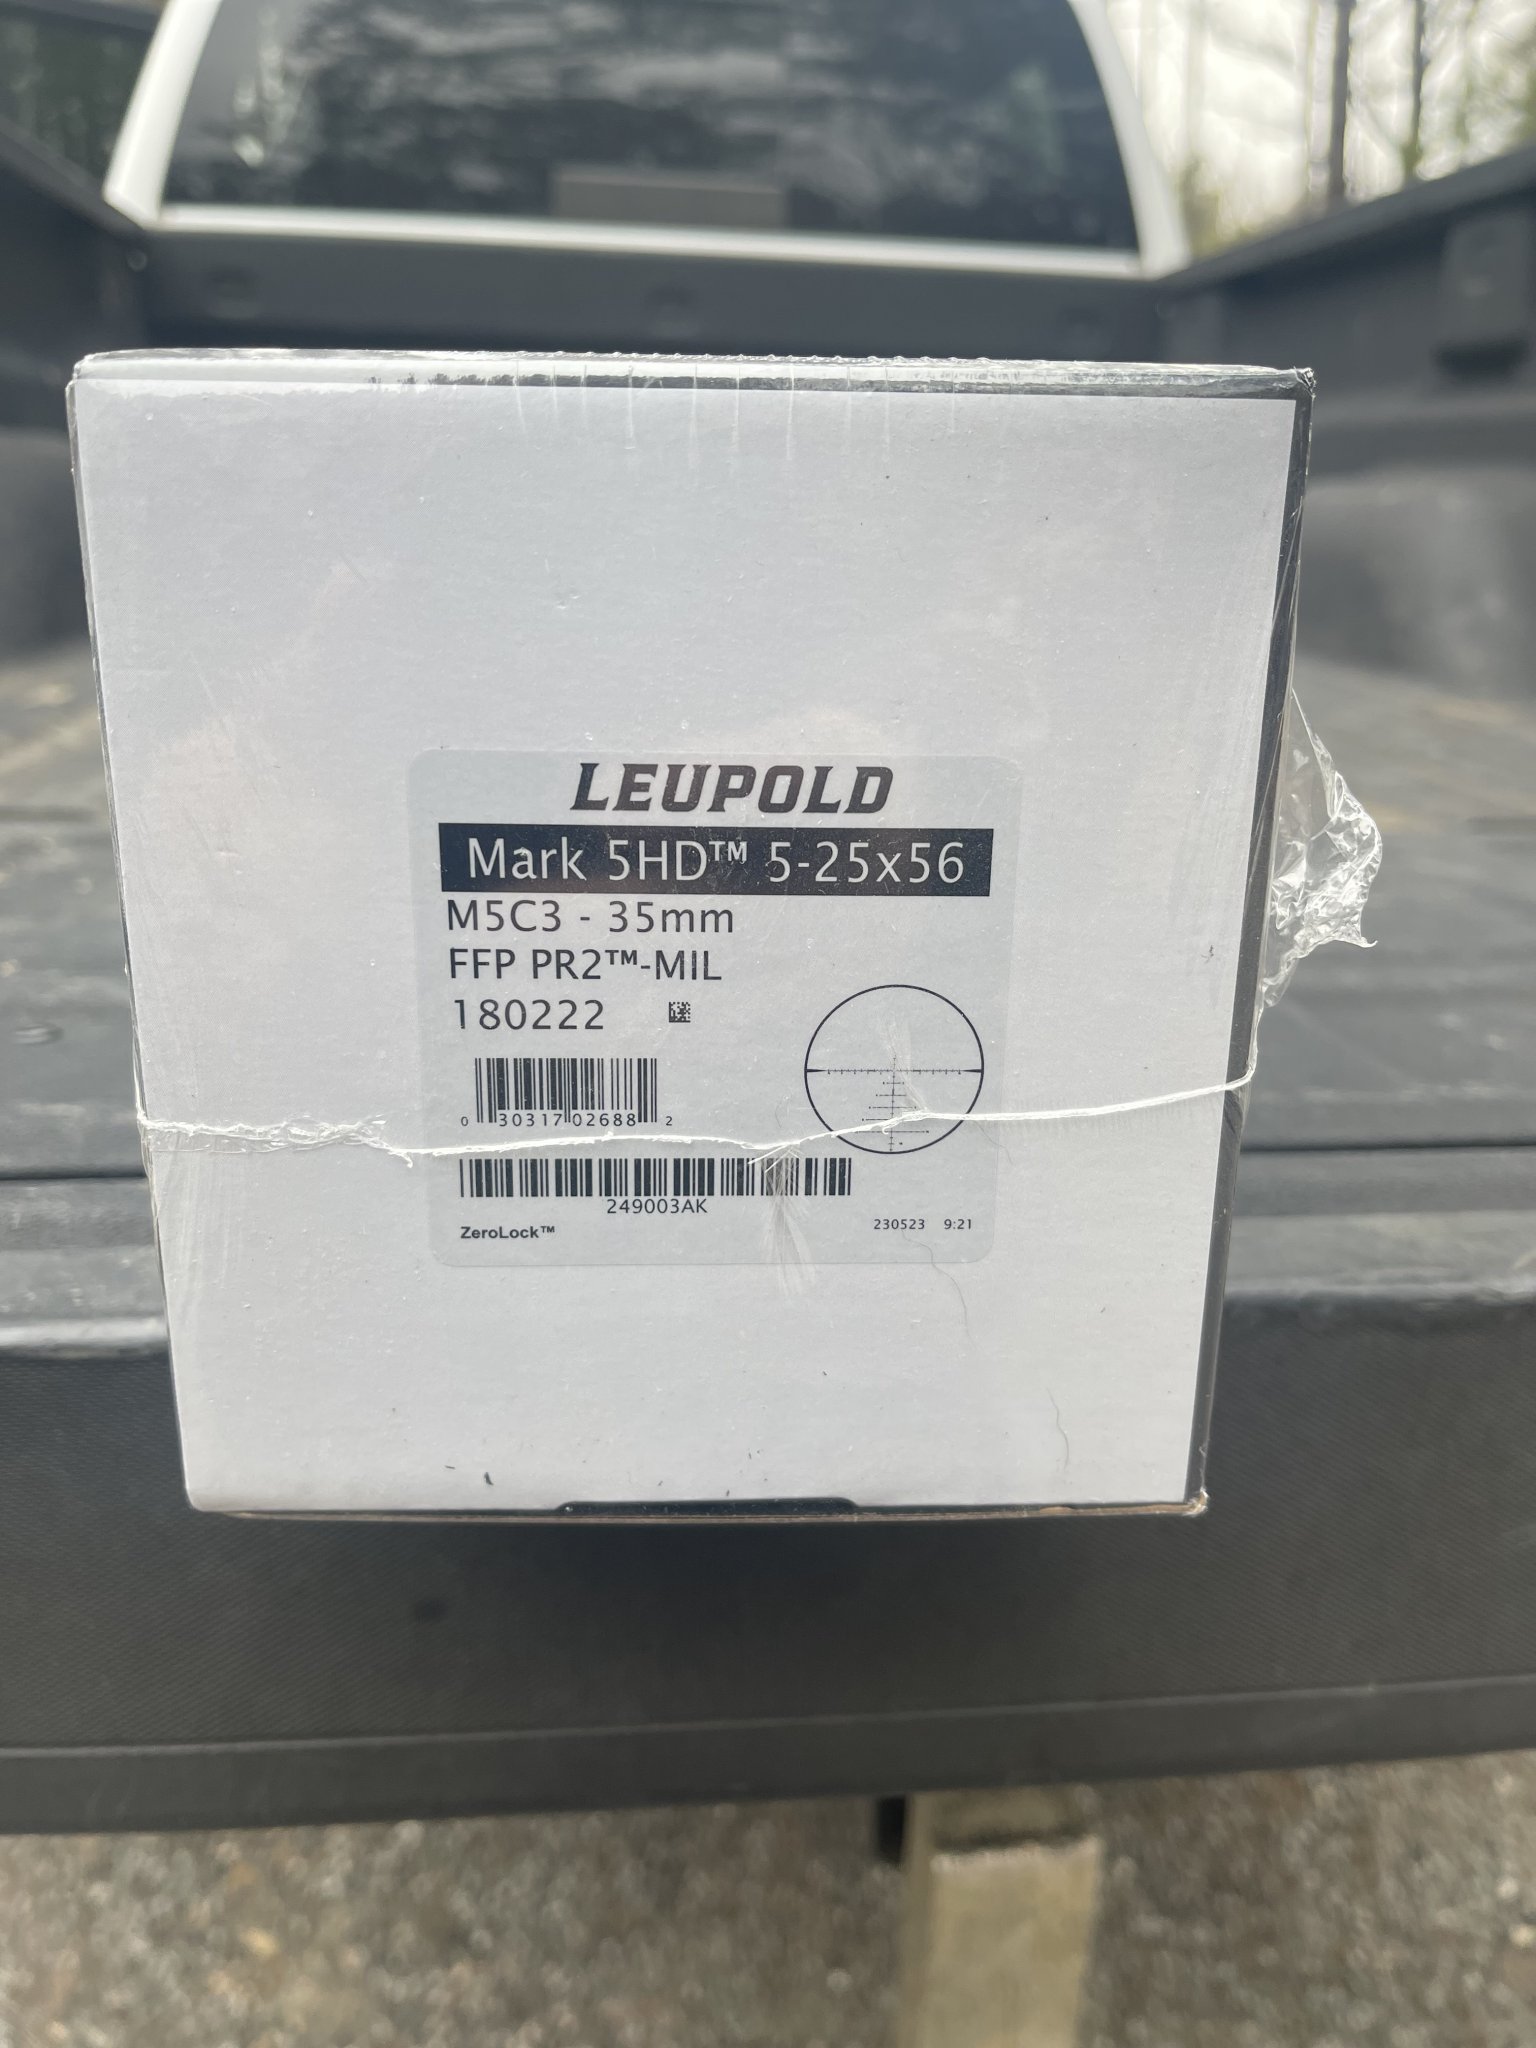 LEUPOLD
Mark 5HD™ 5-25x56
M5C3 - 35mm
FFP PR2™-MIL
180222
0 30317 02688 2
249003AK
ZeroLock™ 230523 9:21